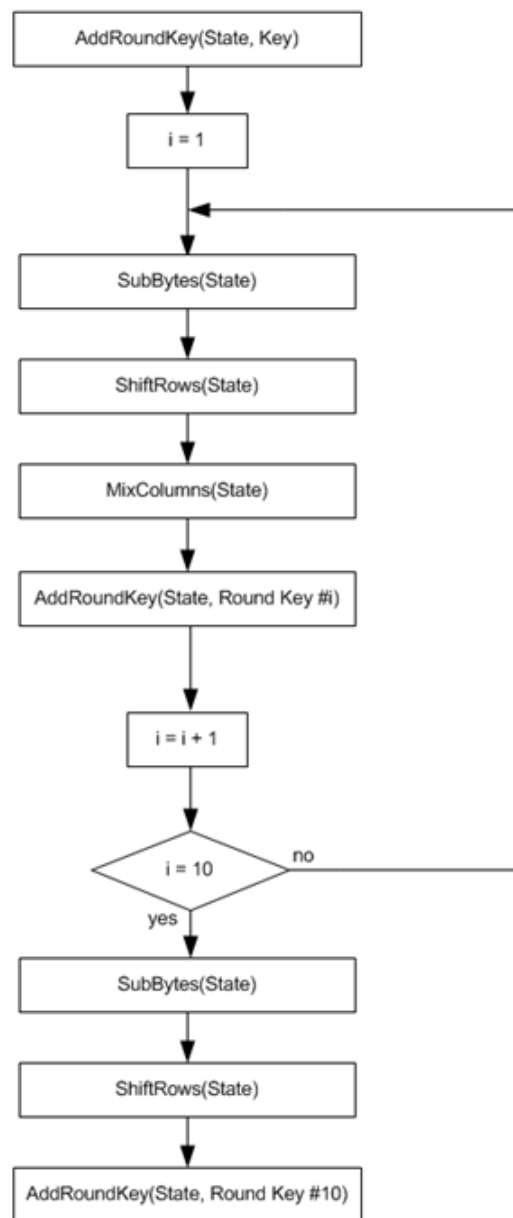 AddRoundKey(State, Key)
i = 1
SubBytes(State)
ShiftRows(State)
MixColumns(State)
AddRoundKey(State, Round Key #i)
i = i + 1
i = 10
no
yes
SubBytes(State)
ShiftRows(State)
AddRoundKey(State, Round Key #10)